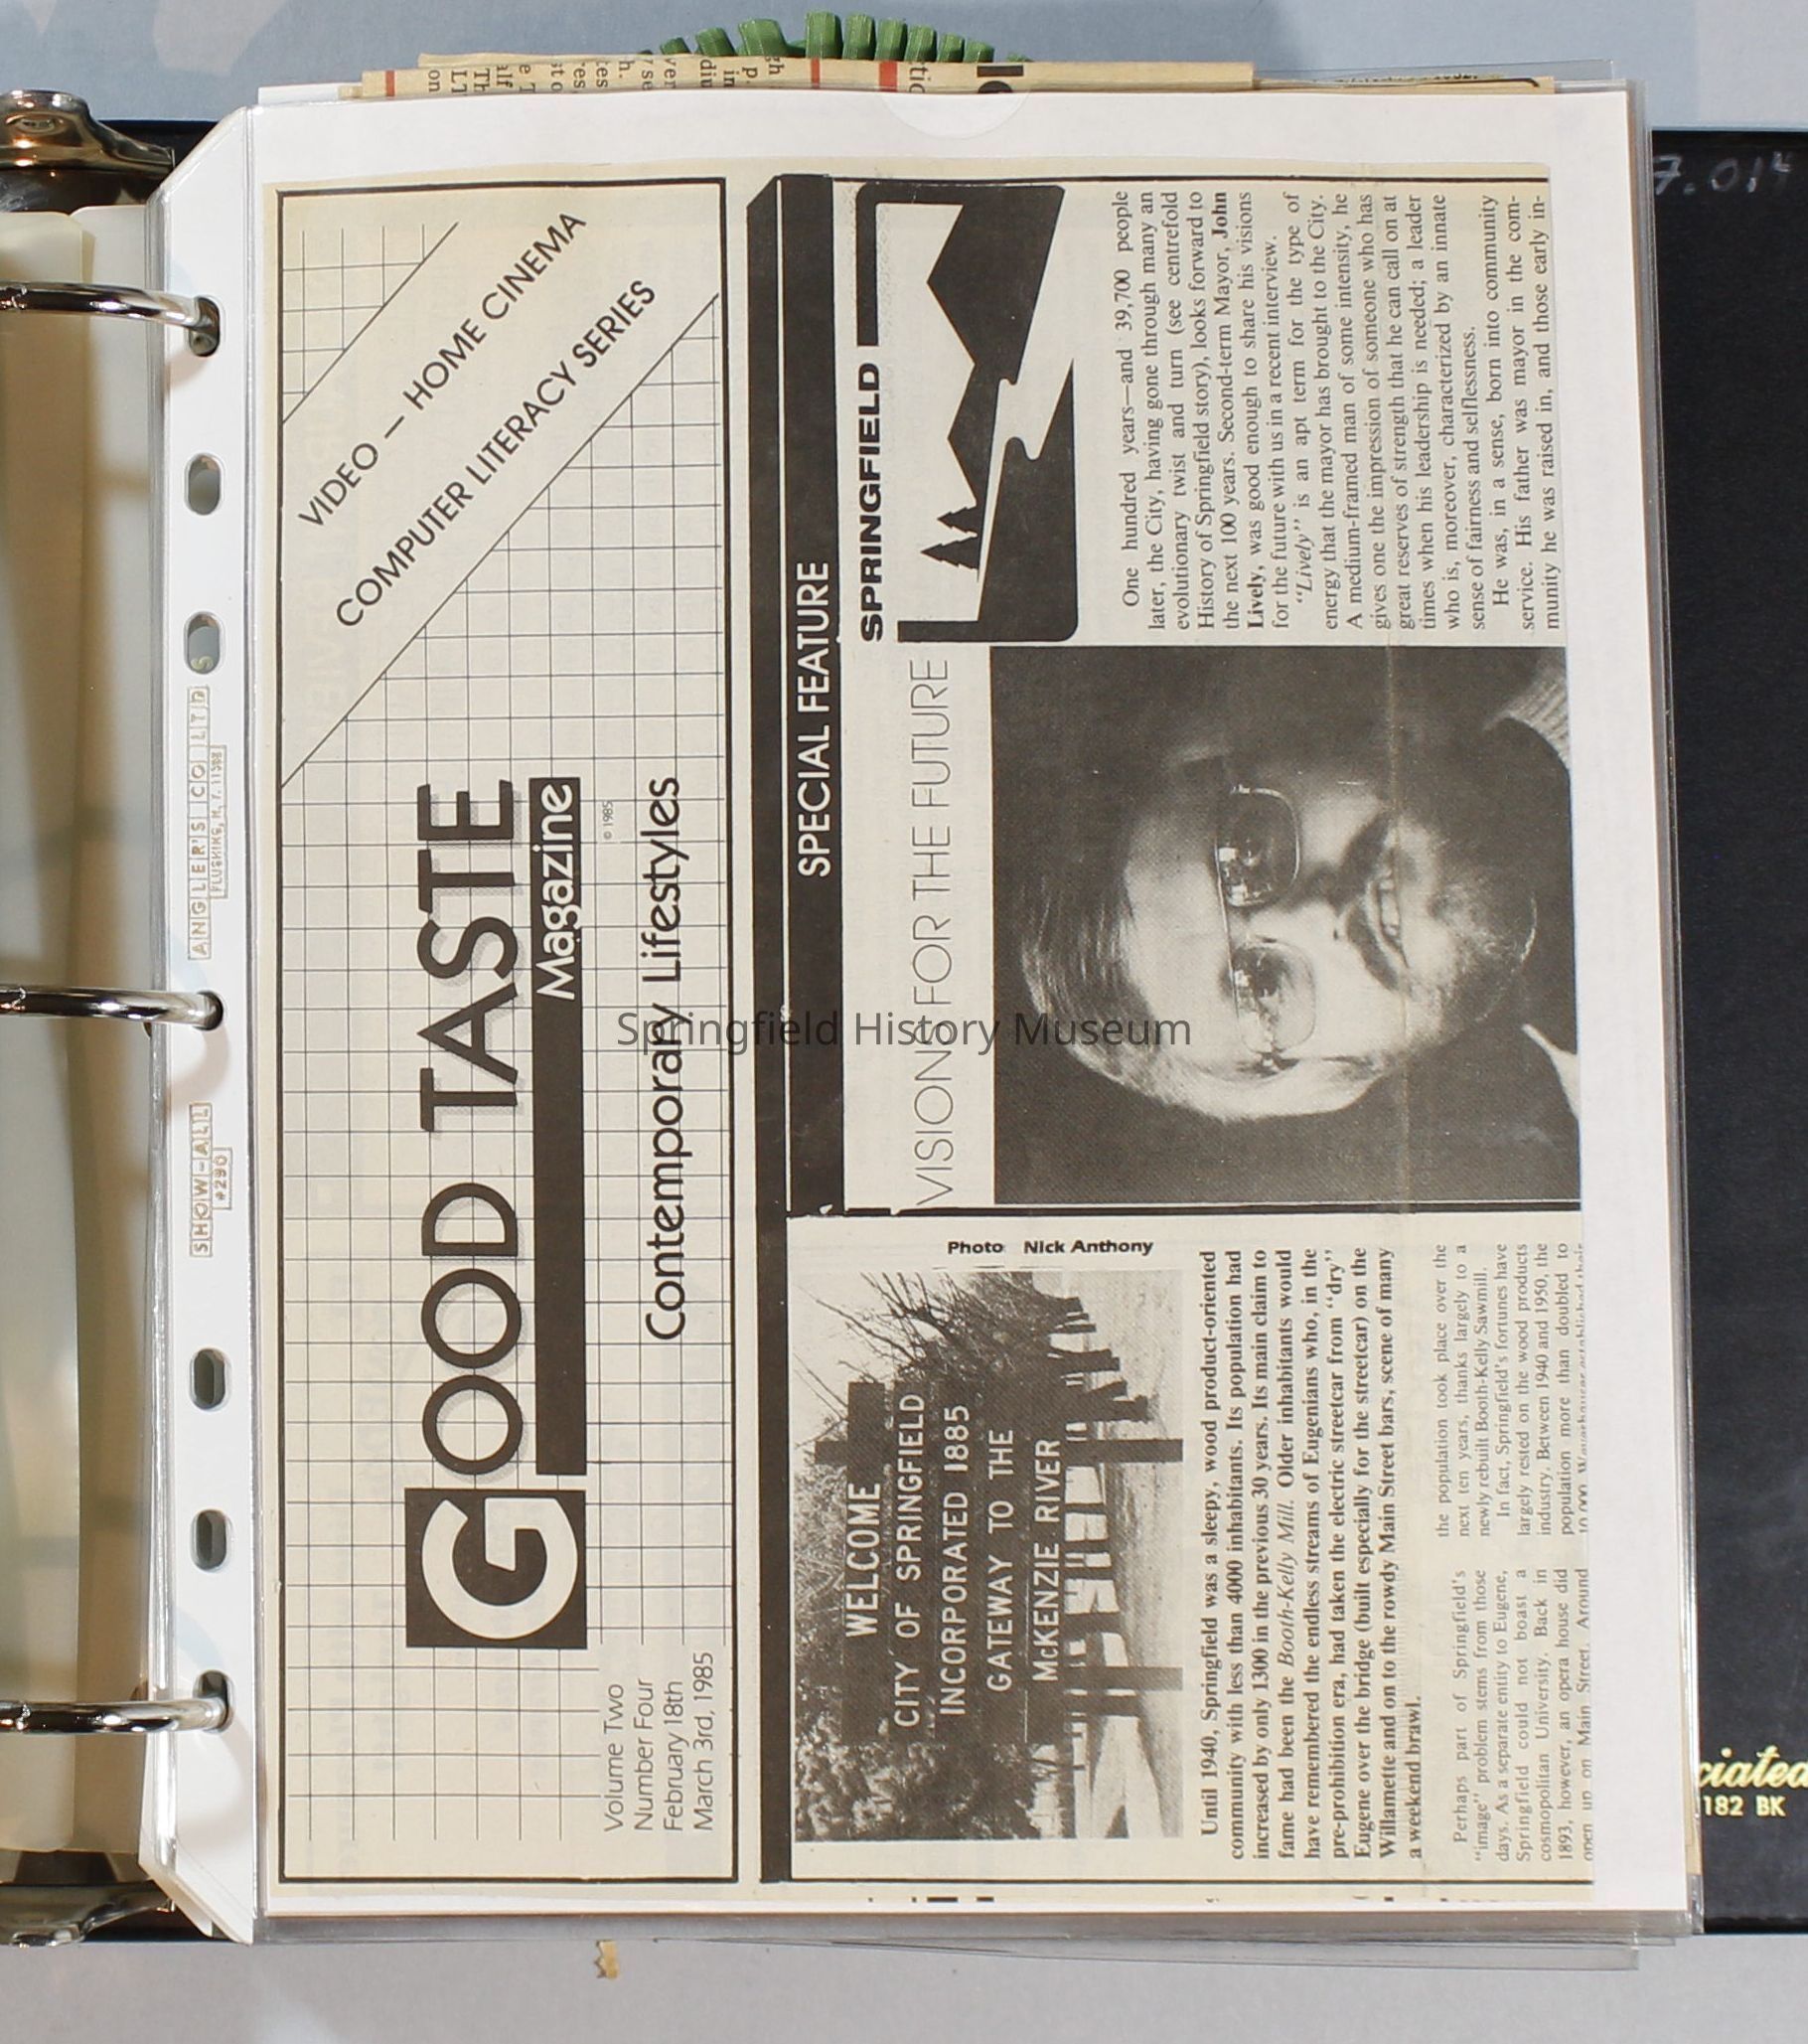 VIDEO — HOME CINEMA
COMPUTER LITERACY SERIES
GOOD TASTE
Magazine
© 1985
Contemporary Lifestyles
Volume Two
Number Four
February 18th
March 3rd, 1985
SPECIAL FEATURE
WELCOME
CITY OF SPRINGFIELD
INCORPORATED 1885
GATEWAY TO THE
McKENZIE RIVER
Photo Nick Anthony
Until 1940, Springfield was a sleepy, wood product-oriented
community with less than 4000 inhabitants. Its population had
increased by only 1300 in the previous 30 years. Its main claim to
fame had been the Booth-Kelly Mill. Older inhabitants would
have remembered the endless streams of Eugenians who, in the
pre-prohibition era, had taken the electric streetcar from “dry”
Eugene over the bridge (built especially for the streetcar) on the
Willamette and on to the rowdy Main Street bars, scene of many
a weekend brawl.
Perhaps part of Springfield's
“image” problem stems from those
days. As a separate entity to Eugene,
Springfield could not boast a
cosmopolitan University. Back in
1893, however, an opera house did
open up on Main Street. Around
the population took place over the
next ten years, thanks largely to a
newly rebuilt Booth-Kelly Sawmill.
In fact, Springfield's fortunes have
largely rested on the wood products
industry. Between 1940 and 1950, the
population more than doubled to
VISIONS FOR THE FUTURE
SPRINGFIELD
One hundred years—and 39,700 people
later, the City, having gone through many an
evolutionary twist and turn (see centrefold
History of Springfield story), looks forward to
the next 100 years. Second-term Mayor, John
Lively, was good enough to share his visions
for the future with us in a recent interview.
“Lively” is an apt term for the type of
energy that the mayor has brought to the City.
A medium-framed man of some intensity, he
gives one the impression of someone who has
great reserves of strength that he can call on at
times when his leadership is needed; a leader
who is, moreover, characterized by an innate
sense of fairness and selflessness.
He was, in a sense, born into community
service. His father was mayor in the com-
munity he was raised in, and those early in-
Springfield History Museum
SHOW-ALL
#290
ANGLER'S CO LTD
7.014
ciated
182 BK